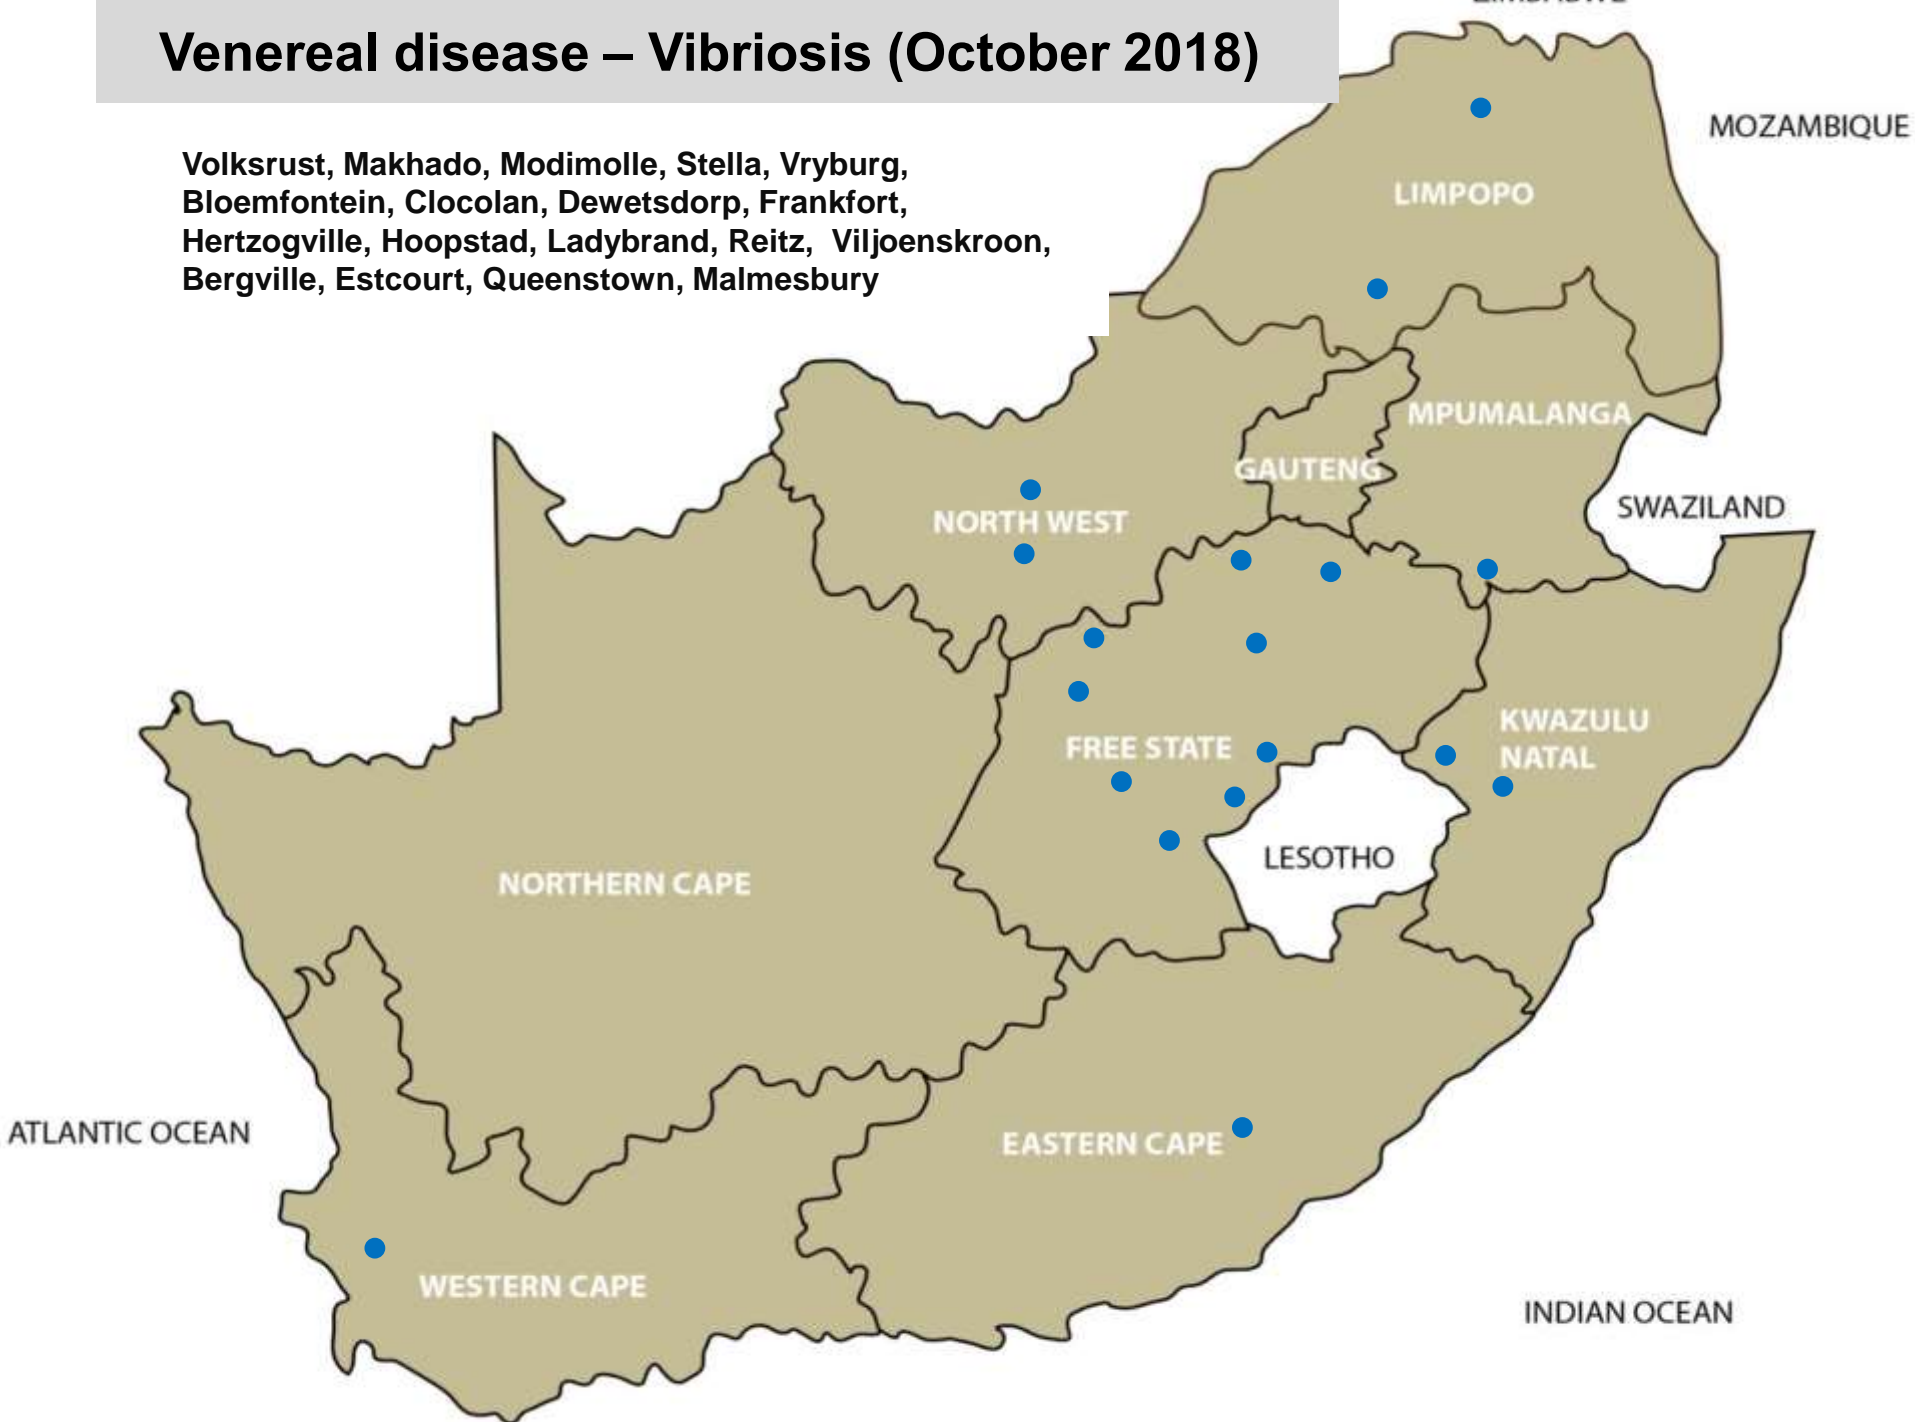 Venereal disease – Vibriosis (October 2018)
Volksrust, Makhado, Modimolle, Stella, Vryburg,
Bloemfontein, Clocolan, Dewetsdorp, Frankfort,
Hertzogville, Hoopstad, Ladybrand, Reitz, Viljoenskroon,
Bergville, Estcourt, Queenstown, Malmesbury
MOZAMBIQUE
LIMPOPO
MPUMALANGA
GAUTENG
SWAZILAND
NORTH WEST
KWAZULU
NATAL
FREE STATE
LESOTHO
NORTHERN CAPE
ATLANTIC OCEAN
EASTERN CAPE
WESTERN CAPE
INDIAN OCEAN